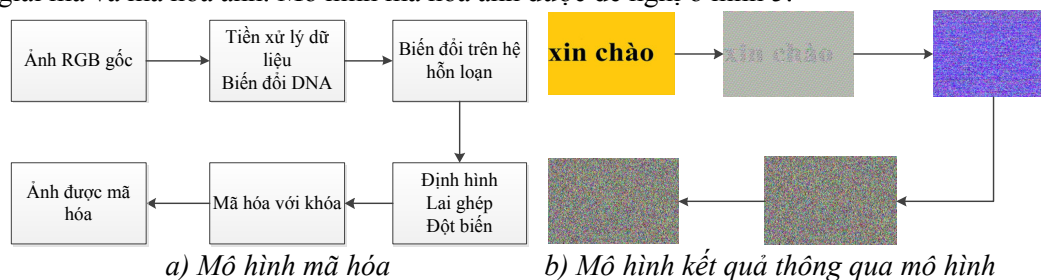 giải mã và mã hóa ảnh. Mô hình mã hóa ảnh được đề nghị ở hình 3:
Ảnh RGB gốc
Tiền xử lý dữ
liệu
Biến đổi DNA
Biến đổi trên hệ
hỗn loạn
xin chào
xin chào
Ảnh được mã
hóa
Mã hóa với khóa
Định hình
Lai ghép
Đột biến
a) Mô hình mã hóa
b) Mô hình kết quả thông qua mô hình